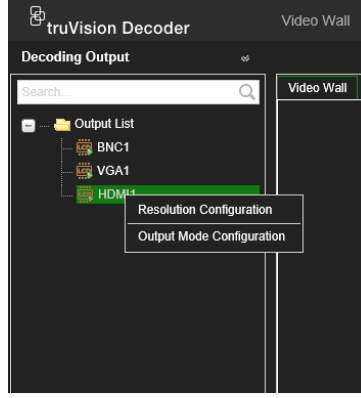 truVision Decoder
Video Wall
Decoding Output
Search...
Video Wall
Output List
BNC1
VGA1
HDMI1
Resolution Configuration
Output Mode Configuration